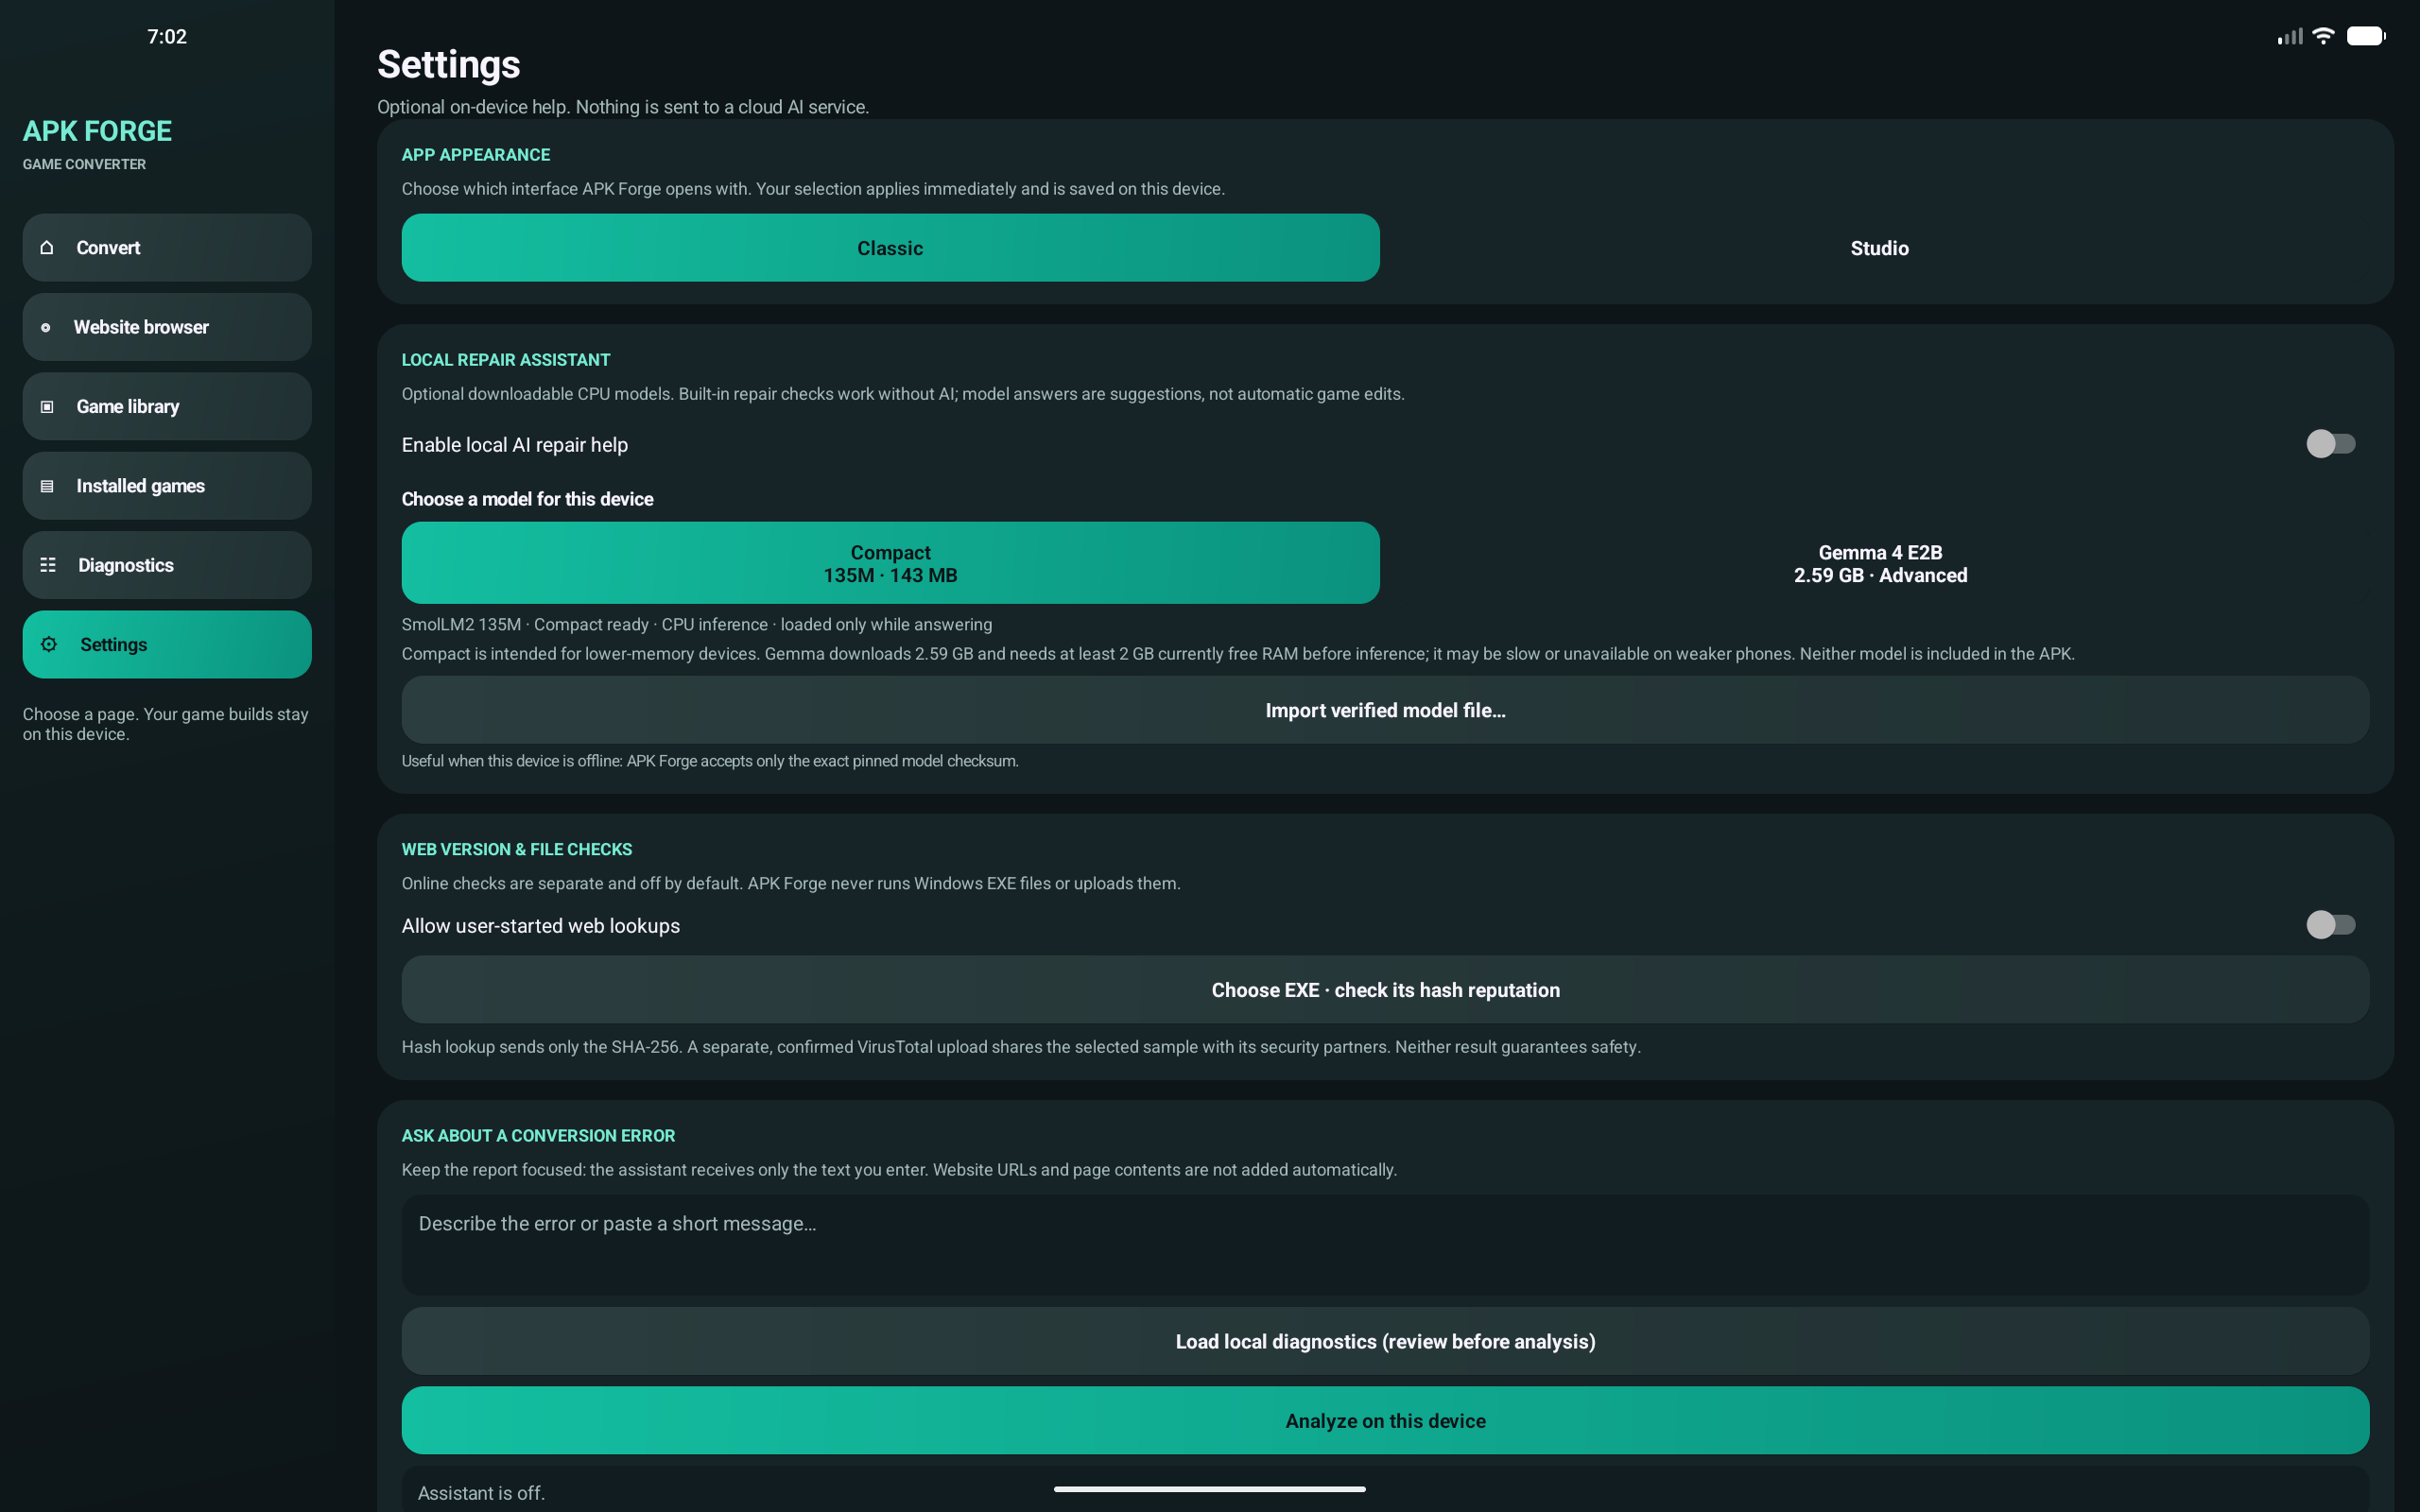 7:02
APK FORGE
GAME CONVERTER
Convert
Website browser
Game library
Installed games
Diagnostics
Settings
Choose a page. Your game builds stay
on this device.
Settings
Optional on-device help. Nothing is sent to a cloud AI service.
APP APPEARANCE
Choose which interface APK Forge opens with. Your selection applies immediately and is saved on this device.
Classic
Studio
LOCAL REPAIR ASSISTANT
Optional downloadable CPU models. Built-in repair checks work without AI; model answers are suggestions, not automatic game edits.
Enable local AI repair help
Choose a model for this device
Compact
135M · 143 MB
Gemma 4 E2B
2.59 GB · Advanced
SmolLM2 135M · Compact ready · CPU inference · loaded only while answering
Compact is intended for lower-memory devices. Gemma downloads 2.59 GB and needs at least 2 GB currently free RAM before inference; it may be slow or unavailable on weaker phones. Neither model is included in the APK.
Import verified model file…
Useful when this device is offline: APK Forge accepts only the exact pinned model checksum.
WEB VERSION & FILE CHECKS
Online checks are separate and off by default. APK Forge never runs Windows EXE files or uploads them.
Allow user-started web lookups
Choose EXE · check its hash reputation
Hash lookup sends only the SHA-256. A separate, confirmed VirusTotal upload shares the selected sample with its security partners. Neither result guarantees safety.
ASK ABOUT A CONVERSION ERROR
Keep the report focused: the assistant receives only the text you enter. Website URLs and page contents are not added automatically.
Describe the error or paste a short message…
Load local diagnostics (review before analysis)
Analyze on this device
Assistant is off.